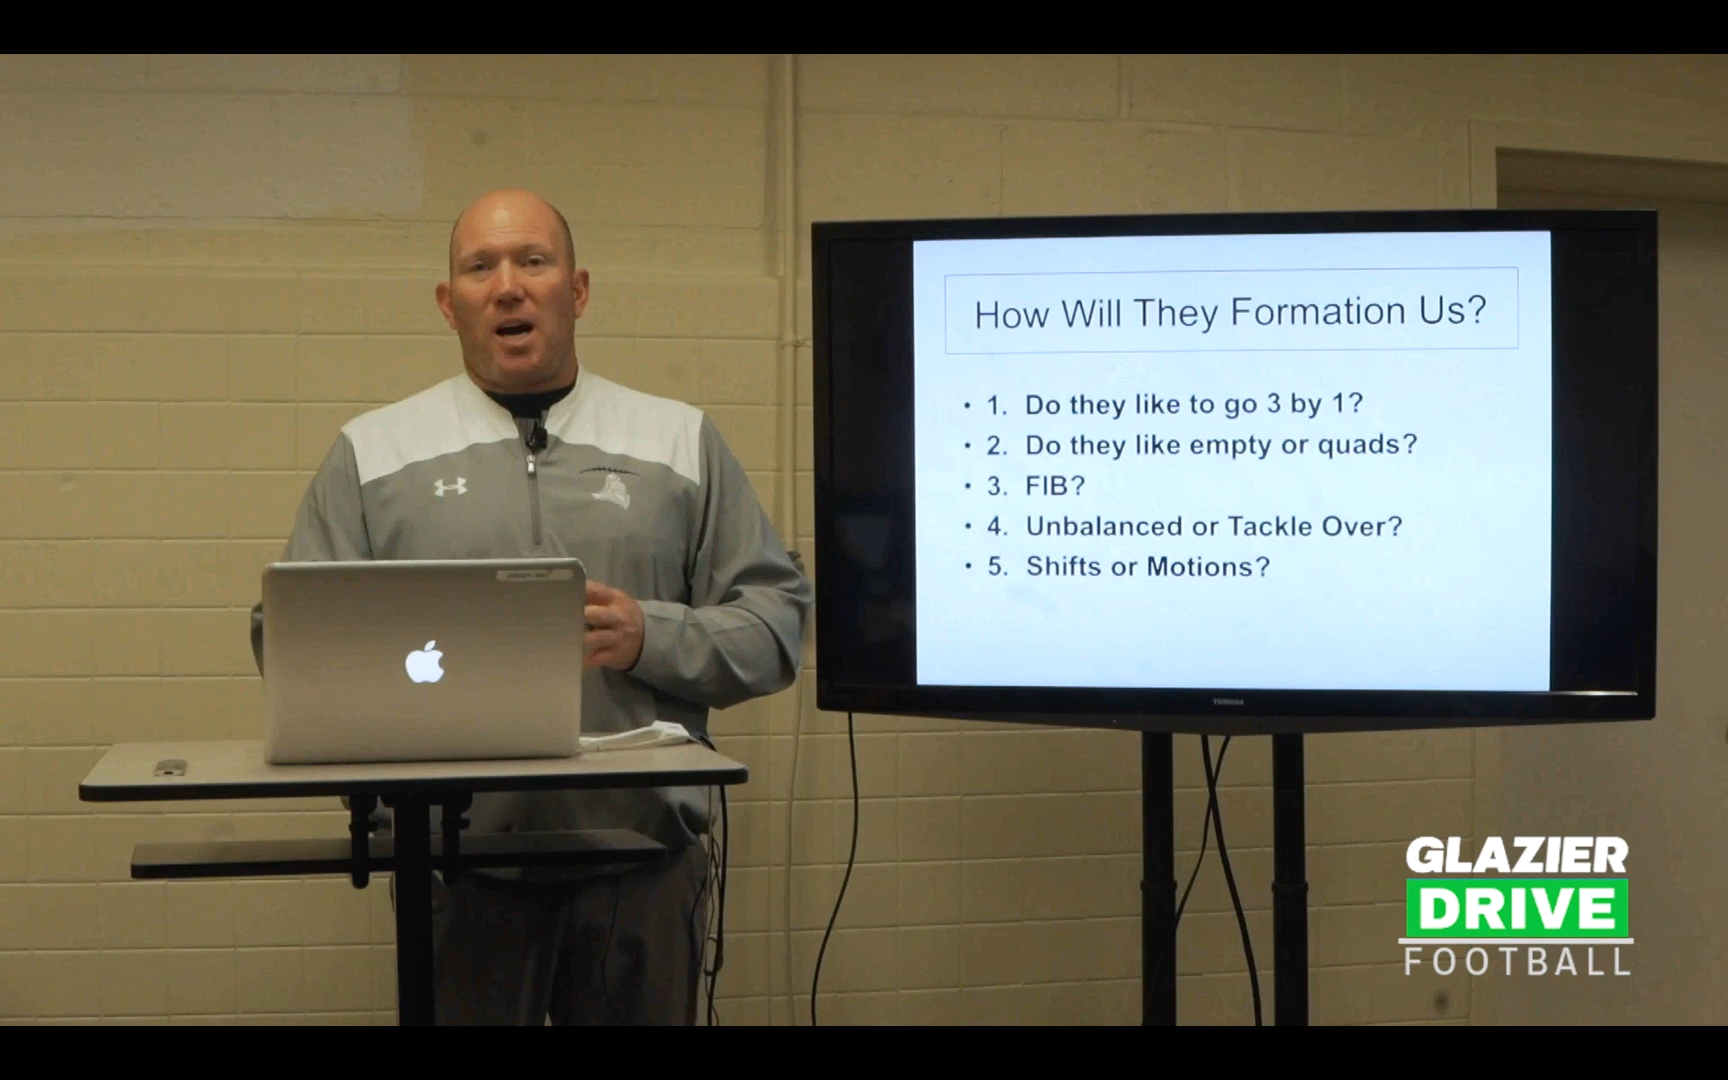 How Will They Formation Us?
• 1. Do they like to go 3 by 1?
• 2. Do they like empty or quads?
• 3. FIB?
• 4. Unbalanced or Tackle Over?
• 5. Shifts or Motions?
TOSHIBA
GLAZIER
DRIVE
FOOTBALL